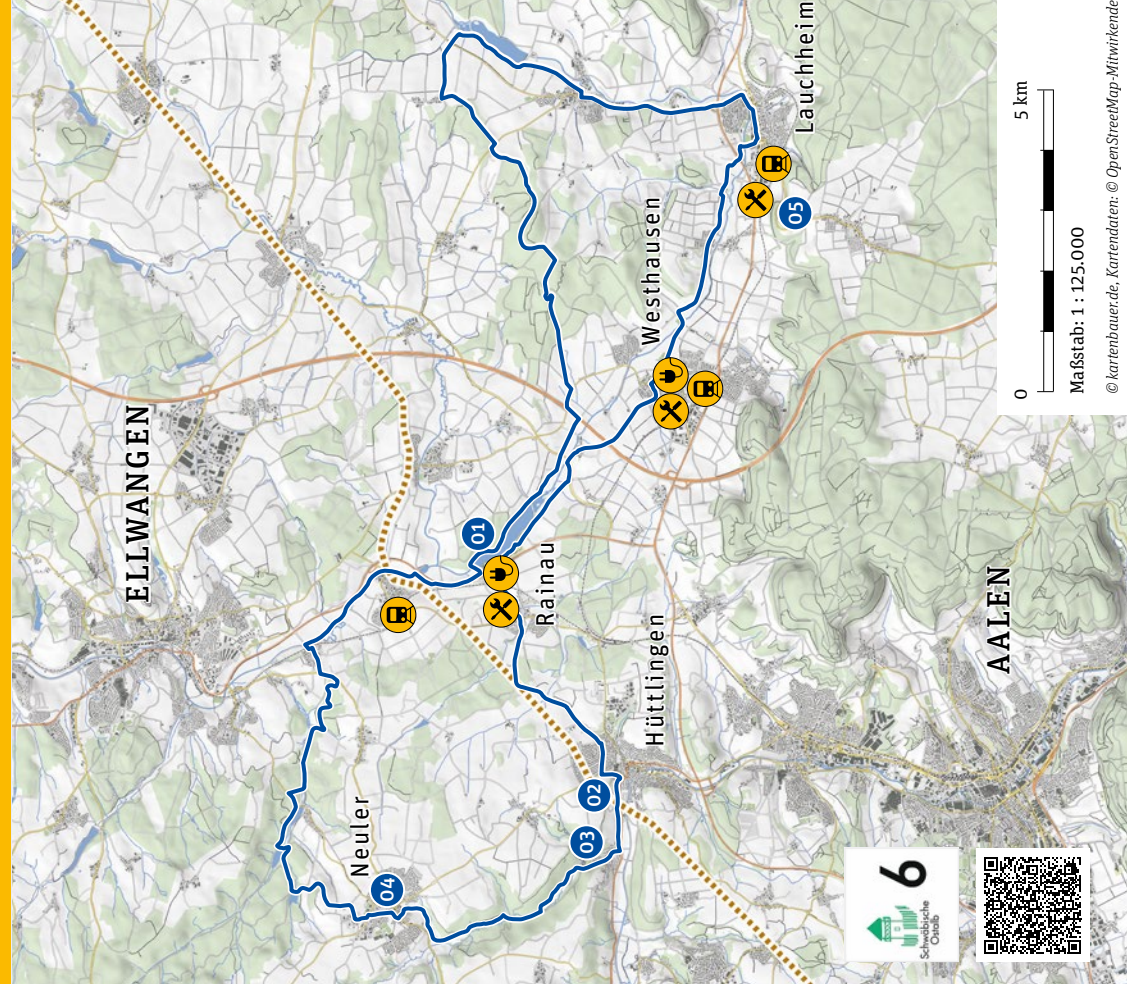 ELLWANGEN
01
Rainau
Neuler
04
03
02
Hüttlingen
AALEN
Westhausen
05
Lauchheim
6
Schwäbische
Ostalb
0
5 km
Maßstab: 1 : 125.000
© kartenbauer.de, Kartendaten: © OpenStreetMap-Mitwirkende